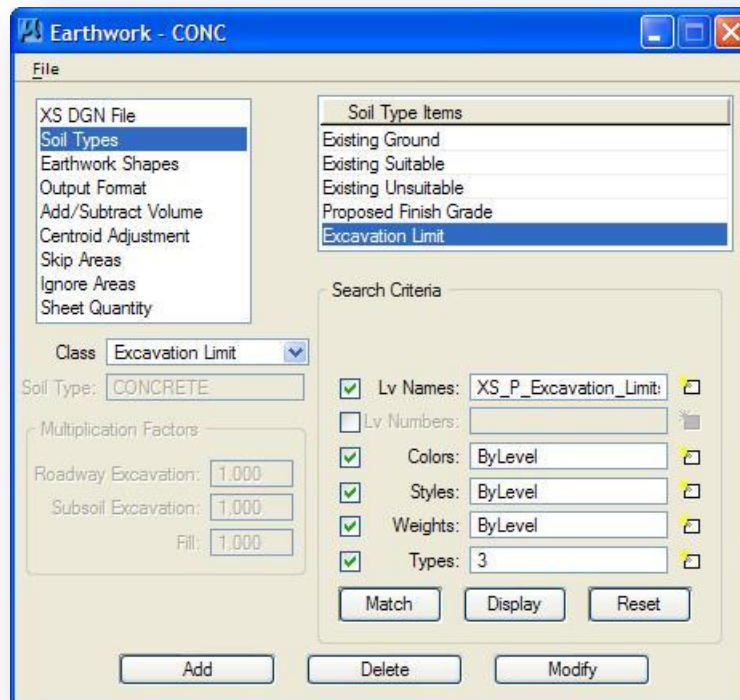 Earthwork - CONC
File
XS DGN File
Soil Types
Earthwork Shapes
Output Format
Add/Subtract Volume
Centroid Adjustment
Skip Areas
Ignore Areas
Sheet Quantity
Soil Type Items
Existing Ground
Existing Suitable
Existing Unsuitable
Proposed Finish Grade
Excavation Limit
Class Excavation Limit
Soil Type: CONCRETE
Multiplication Factors
Roadway Excavation: 1.000
Subsoil Excavation: 1.000
Fill: 1.000
Search Criteria
Lv Names: XS_P_Excavation_Limits
Lv Numbers:
Colors: ByLevel
Styles: ByLevel
Weights: ByLevel
Types: 3
Match Display Reset
Add Delete Modify